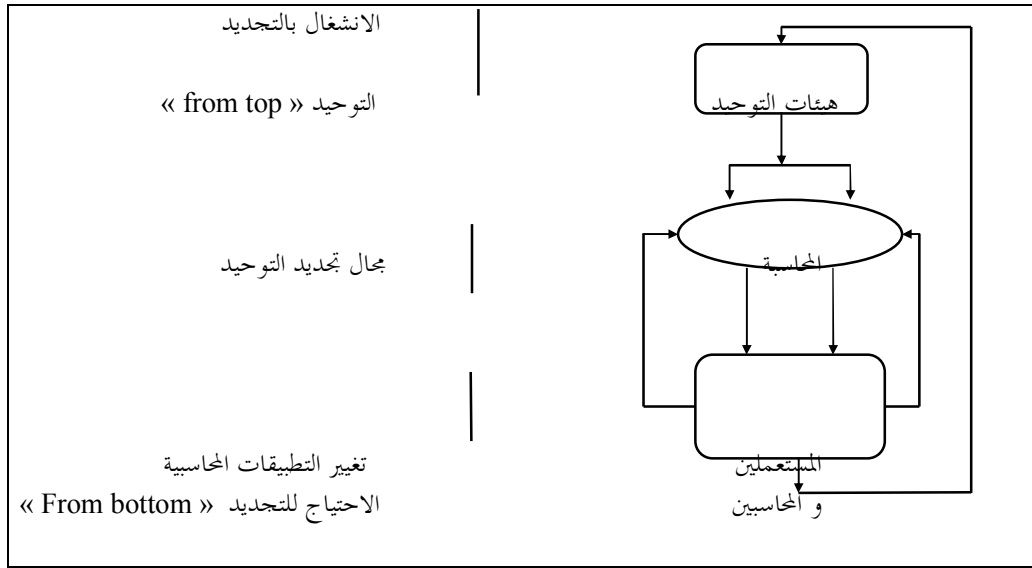 الانشغال بالتجديد
التوحيد « from top »
هيئات التوحيد
مجال تجديد التوحيد
المحاسبة
تغيير التطبيقات المحاسبية
المستعملين
الاحتياج للتجديد « From bottom »
و المحاسبين